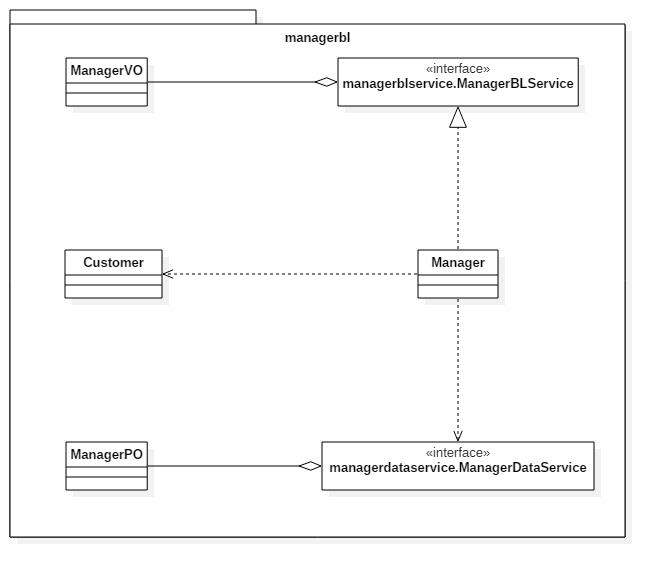 managerbl
ManagerVO
«interface»
managerblservice.ManagerBLService
Customer
Manager
ManagerPO
«interface»
managerdataservice.ManagerDataService